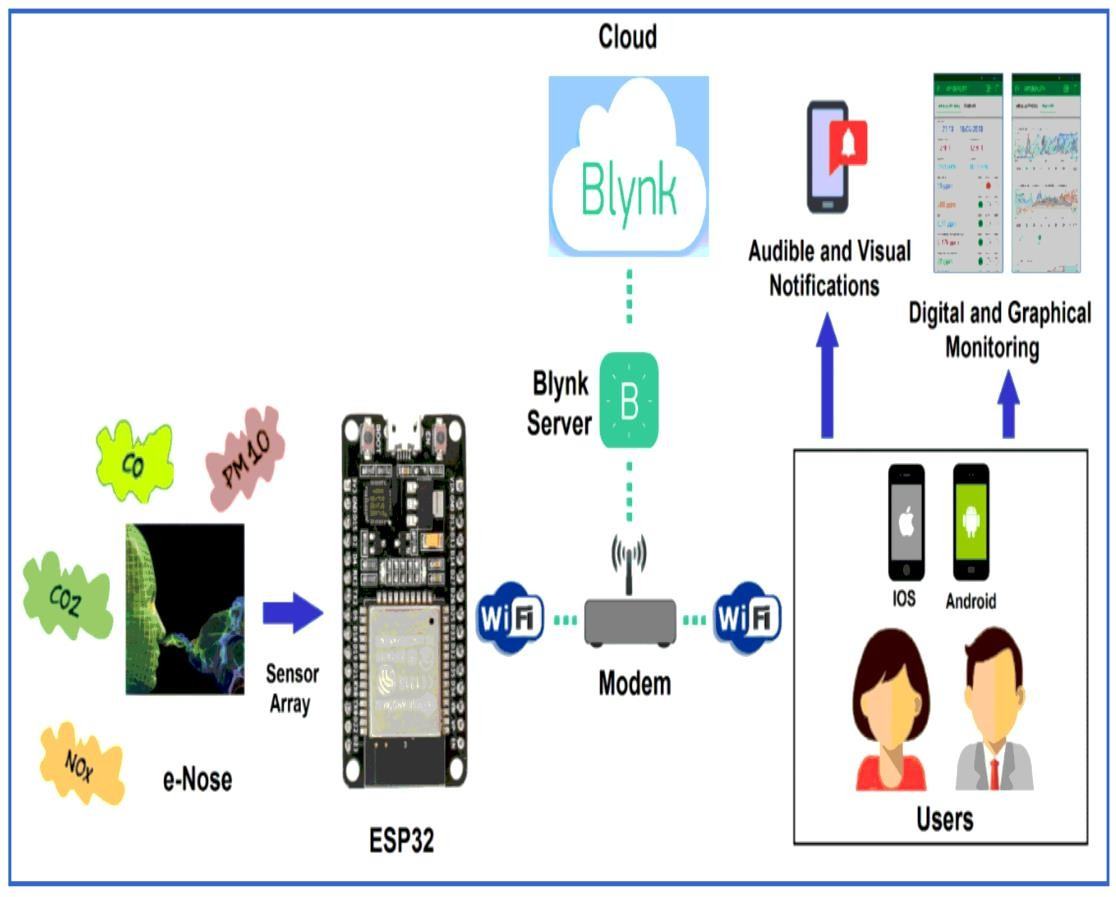 Cloud
Blynk
Audible and Visual
Notifications
Digital and Graphical
Monitoring
Blynk
Server
B
CO
PM10
CO2
NOx
e-Nose
Sensor
Array
ESP32
WiFi
Modem
WiFi
IOS
Android
Users